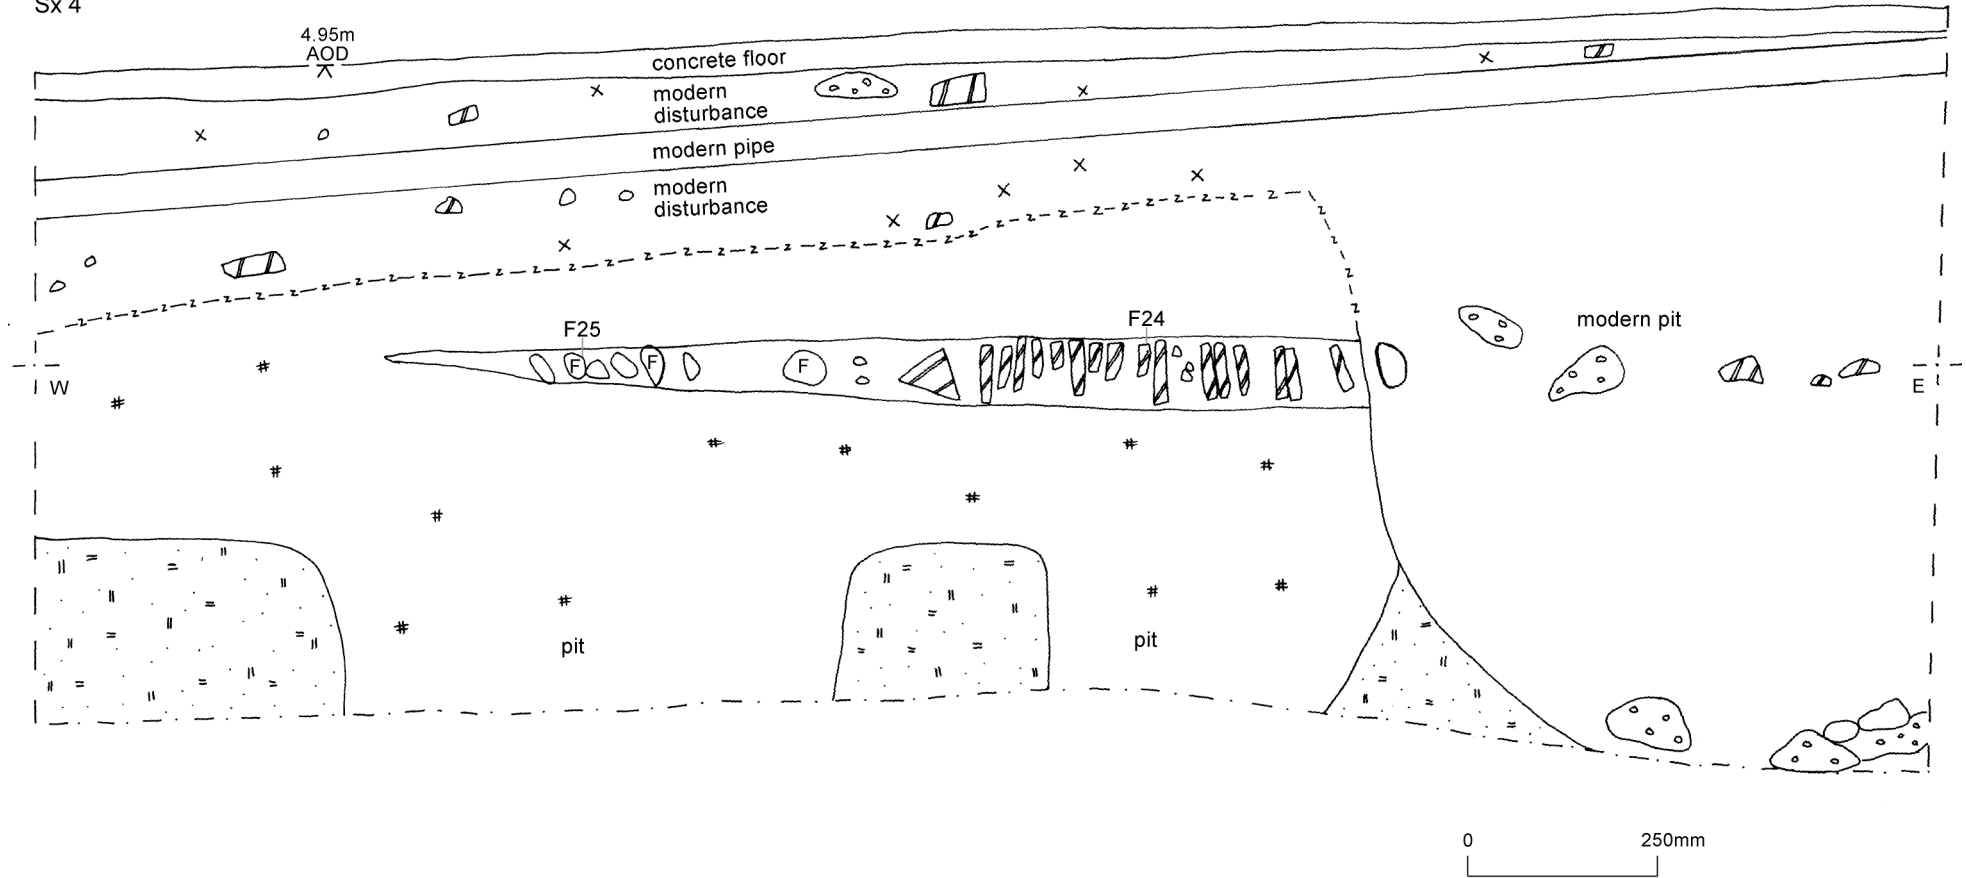 Sx 4
4.95m
AOD
concrete floor
modern
disturbance
modern pipe
modern
disturbance
F25
F24
modern pit
F
F
F
W
E
pit
pit
0
250mm